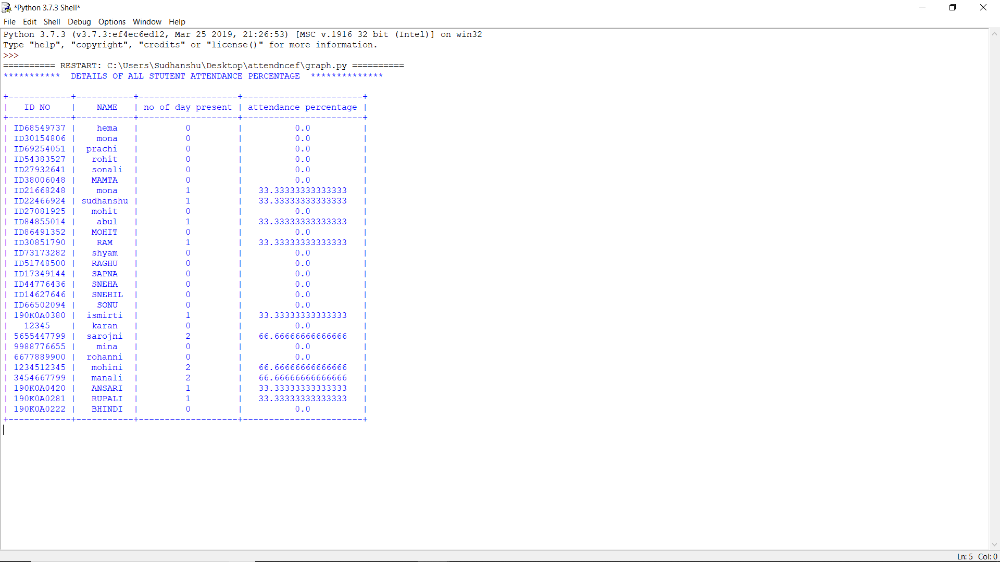 *Python 3.7.3 Shell*
File Edit Shell Debug Options Window Help
Python 3.7.3 (v3.7.3:ef4ec6ed12, Mar 25 2019, 21:26:53) [MSC v.1916 32 bit (Intel)] on win32
Type "help", "copyright", "credits" or "license()" for more information.
>>>
========== RESTART: C:\Users\Sudhanshu\Desktop\attendncef\graph.py ==========
***********  DETAILS OF ALL STUTENT ATTENDANCE PERCENTAGE  **************
+------------+-----------+-------------------+-----------------------+
|   ID NO    |    NAME   | no of day present | attendance percentage |
+------------+-----------+-------------------+-----------------------+
| ID68549737 |    hema   |         0         |          0.0          |
| ID30154806 |    mona   |         0         |          0.0          |
| ID69254051 |  prachi   |         0         |          0.0          |
| ID54383527 |   rohit   |         0         |          0.0          |
| ID27932641 |   sonali  |         0         |          0.0          |
| ID38006048 |   MAMTA   |         0         |          0.0          |
| ID21668248 |    mona   |         1         |   33.33333333333333   |
| ID22466924 | sudhanshu |         1         |   33.33333333333333   |
| ID27081925 |   mohit   |         0         |          0.0          |
| ID84855014 |    abul   |         1         |   33.33333333333333   |
| ID86491352 |   MOHIT   |         0         |          0.0          |
| ID30851790 |    RAM    |         1         |   33.33333333333333   |
| ID73173282 |   shyam   |         0         |          0.0          |
| ID51748500 |   RAGHU   |         0         |          0.0          |
| ID17349144 |   SAPNA   |         0         |          0.0          |
| ID44776436 |   SNEHA   |         0         |          0.0          |
| ID14627646 |   SNEHIL  |         0         |          0.0          |
| ID66502094 |    SONU   |         0         |          0.0          |
| 190K0A0380 |  ismirti  |         1         |   33.33333333333333   |
|   12345    |   karan   |         0         |          0.0          |
| 5655447799 |  sarojni  |         2         |   66.66666666666666   |
| 9988776655 |    mina   |         0         |          0.0          |
| 6677889900 |  rohanni  |         0         |          0.0          |
| 1234512345 |   mohini  |         2         |   66.66666666666666   |
| 3454667799 |   manali  |         2         |   66.66666666666666   |
| 190K0A0420 |   ANSARI  |         1         |   33.33333333333333   |
| 190K0A0281 |   RUPALI  |         1         |   33.33333333333333   |
| 190K0A0222 |   BHINDI  |         0         |          0.0          |
+------------+-----------+-------------------+-----------------------+
Ln: 5 Col: 0